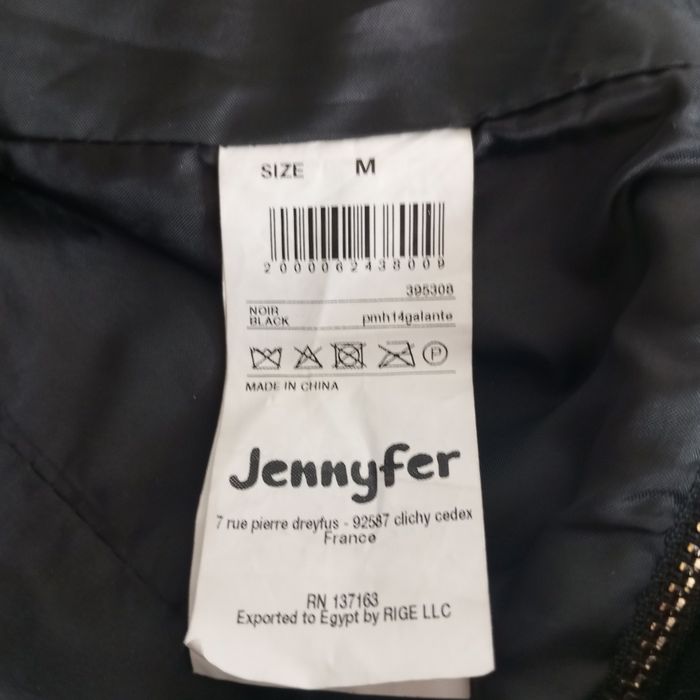 SIZE M
2000062438009
395308
NOIR
BLACK pmh14galante
P
MADE IN CHINA
Jennyfer
7 rue pierre dreyfus - 92587 clichy cedex
France
RN 137163
Exported to Egypt by RIGE LLC